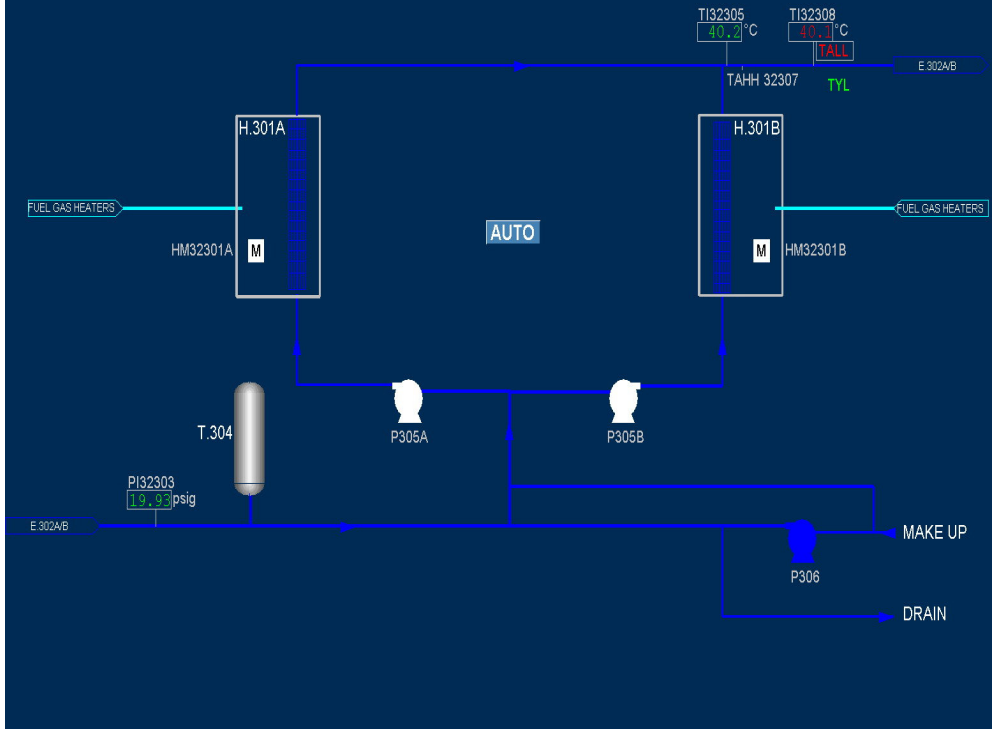 TI32305
TI32308
40.2 °C
40.1 °C
TALL
E.302A/B
TAHH 32307
TYL
H.301A
H.301B
FUEL GAS HEATERS
FUEL GAS HEATERS
AUTO
HM32301A
M
M
HM32301B
T.304
P305A
P305B
PI32303
19.93 psig
E.302A/B
MAKE UP
P306
DRAIN